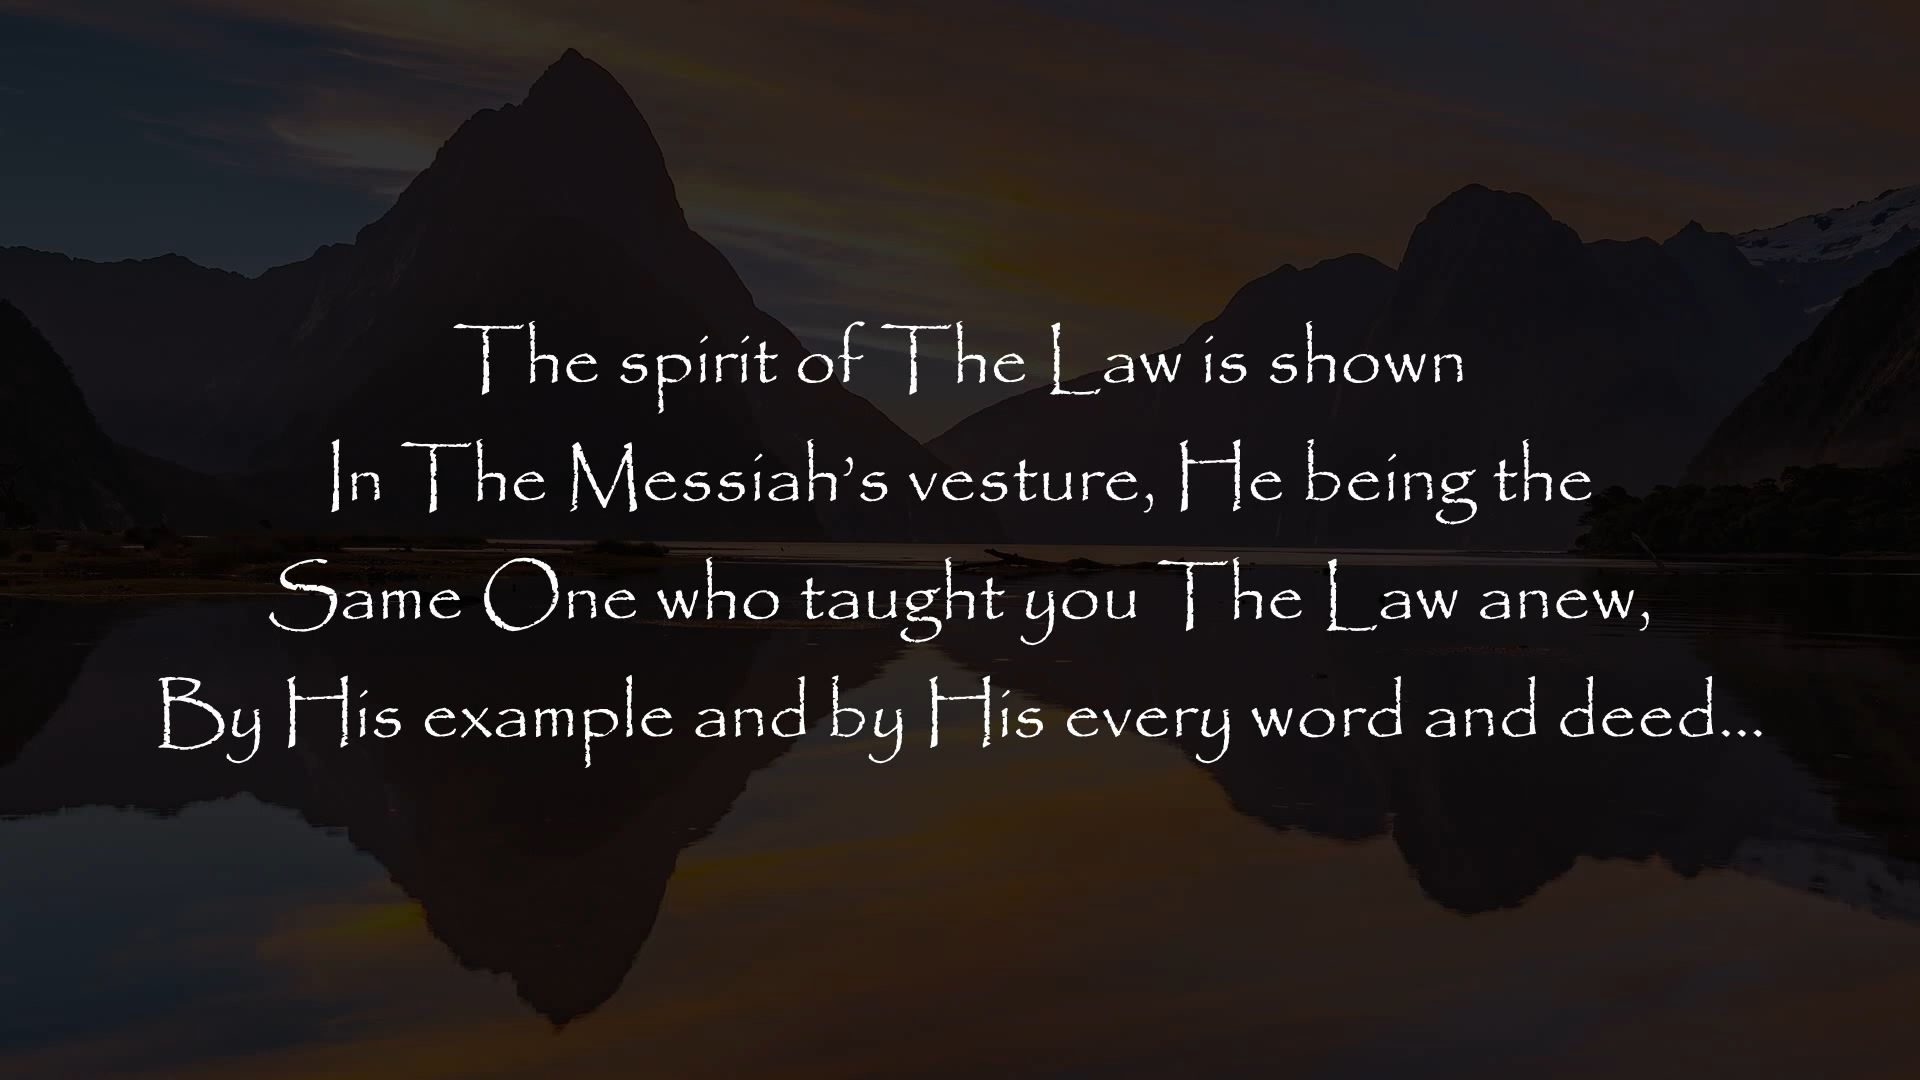 The spirit of The Law is shown
In The Messiah’s vesture, He being the
Same One who taught you The Law anew,
By His example and by His every word and deed...